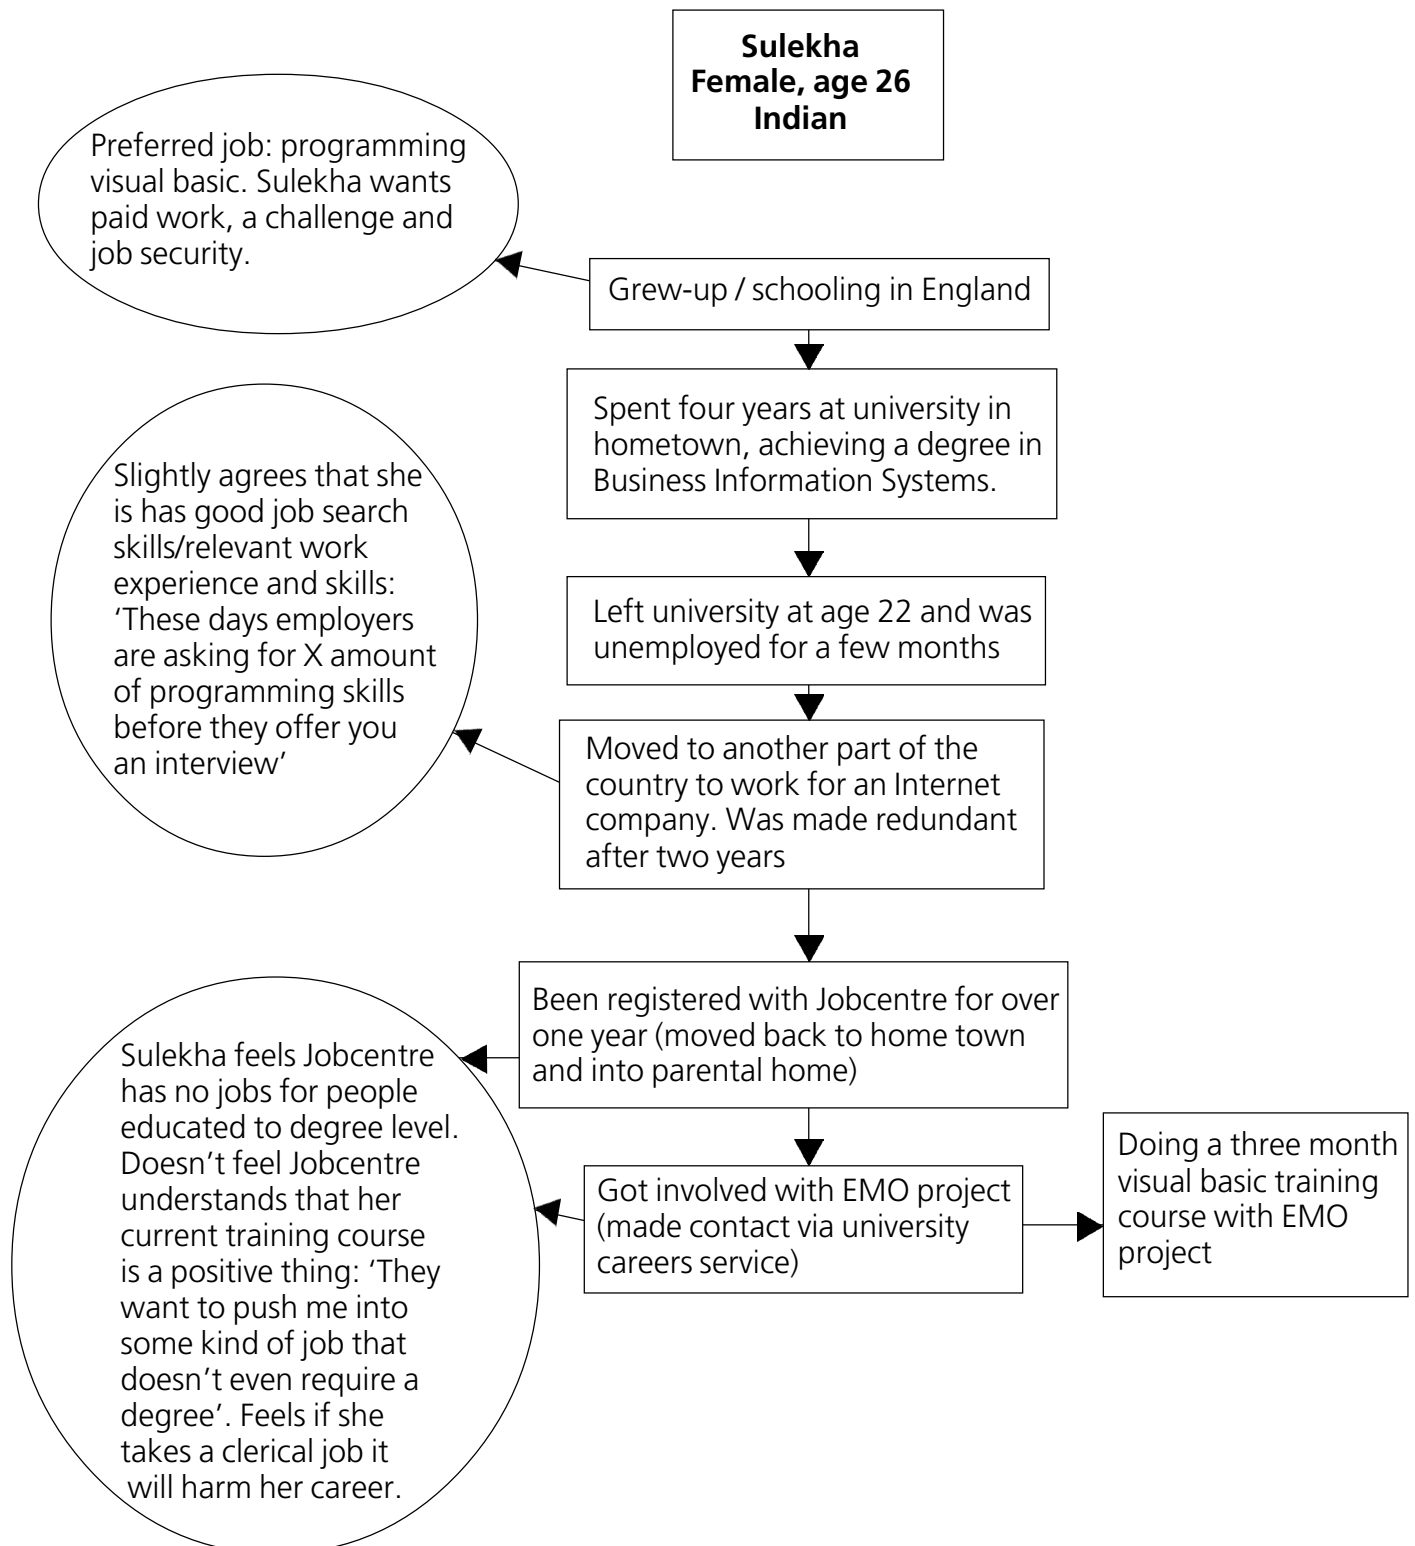 Sulekha
Female, age 26
Indian
Preferred job: programming
visual basic. Sulekha wants
paid work, a challenge and
job security.
Grew-up / schooling in England
Spent four years at university in
hometown, achieving a degree in
Business Information Systems.
Slightly agrees that she
is has good job search
skills/relevant work
experience and skills:
‘These days employers
are asking for X amount
of programming skills
before they offer you
an interview’
Left university at age 22 and was
unemployed for a few months
Moved to another part of the
country to work for an Internet
company. Was made redundant
after two years
Been registered with Jobcentre for over
one year (moved back to home town
and into parental home)
Sulekha feels Jobcentre
has no jobs for people
educated to degree level.
Doesn’t feel Jobcentre
understands that her
current training course
is a positive thing: ‘They
want to push me into
some kind of job that
doesn’t even require a
degree’. Feels if she
takes a clerical job it
will harm her career.
Got involved with EMO project
(made contact via university
careers service)
Doing a three month
visual basic training
course with EMO
project